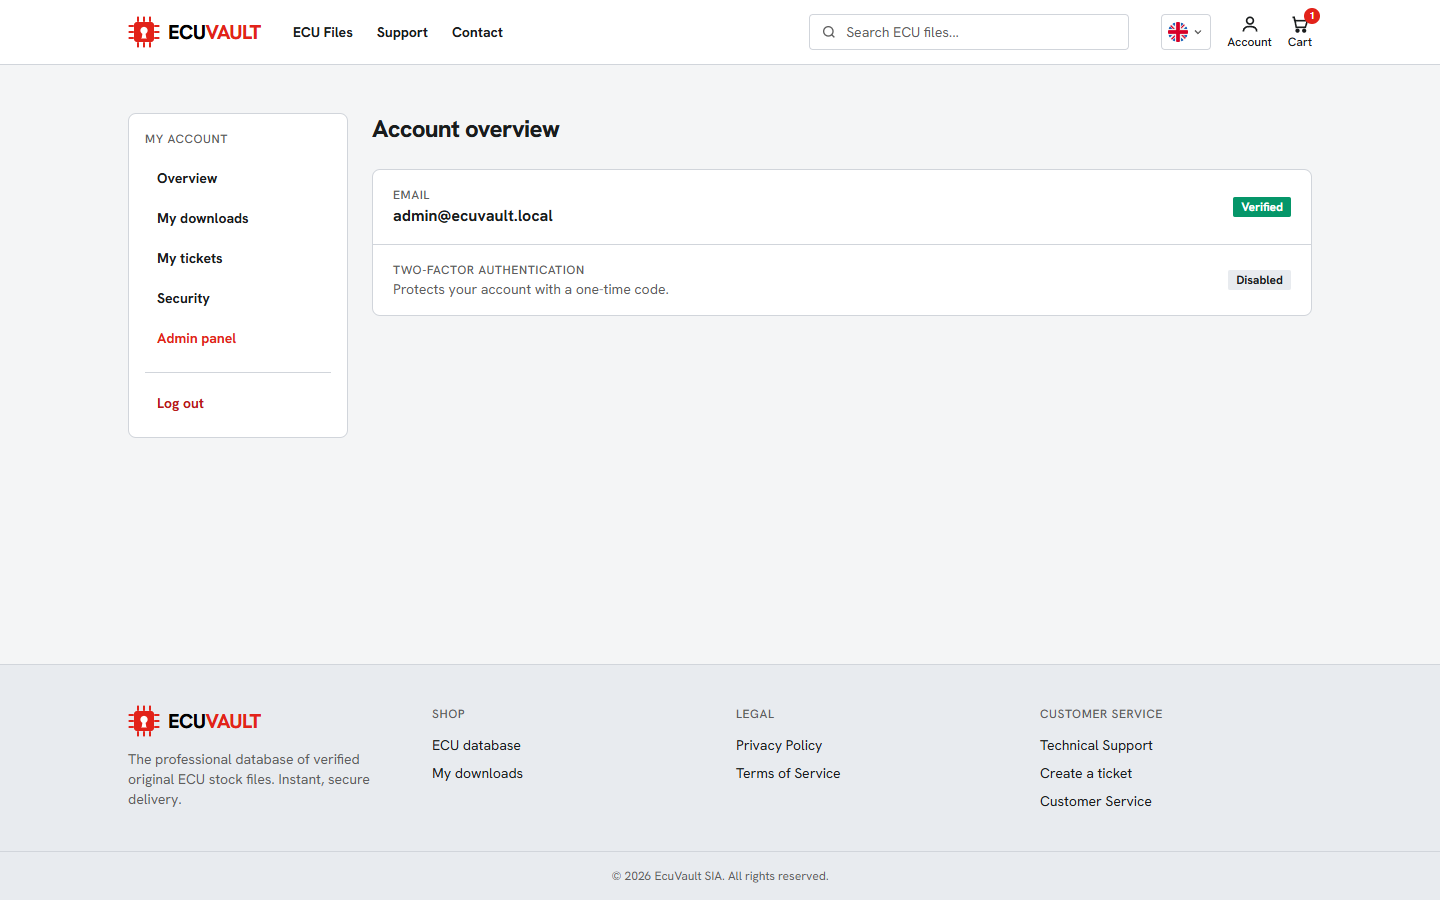 ECUVAULT
ECU Files
Support
Contact
Search ECU files...
Account
Cart
1
MY ACCOUNT
Overview
My downloads
My tickets
Security
Admin panel
Log out
Account overview
EMAIL
admin@ecuvault.local
Verified
TWO-FACTOR AUTHENTICATION
Protects your account with a one-time code.
Disabled
ECUVAULT
The professional database of verified
original ECU stock files. Instant, secure
delivery.
SHOP
ECU database
My downloads
LEGAL
Privacy Policy
Terms of Service
CUSTOMER SERVICE
Technical Support
Create a ticket
Customer Service
© 2026 EcuVault SIA. All rights reserved.